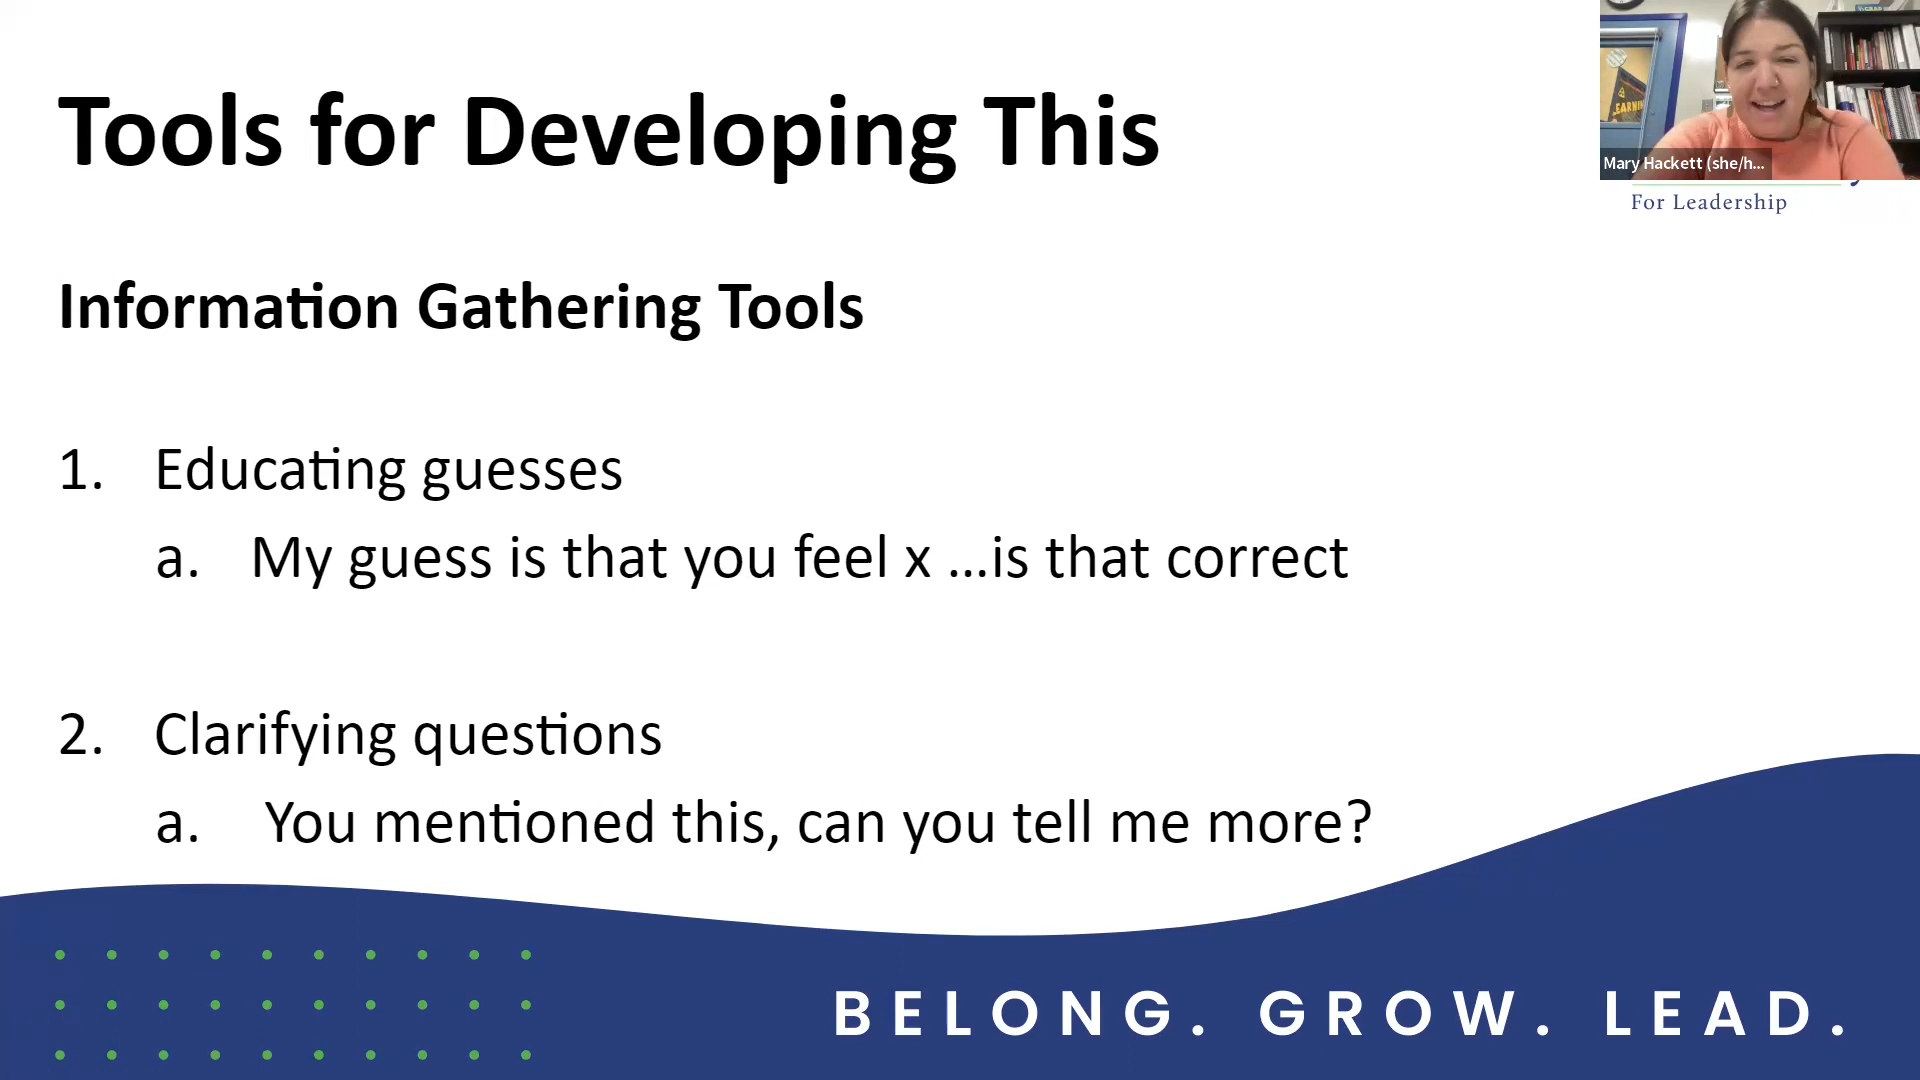 Tools for Developing This
Mary Hackett (she/h...
For Leadership
Information Gathering Tools
1. Educating guesses
a. My guess is that you feel x ...is that correct
2. Clarifying questions
a. You mentioned this, can you tell me more?
BELONG. GROW. LEAD.